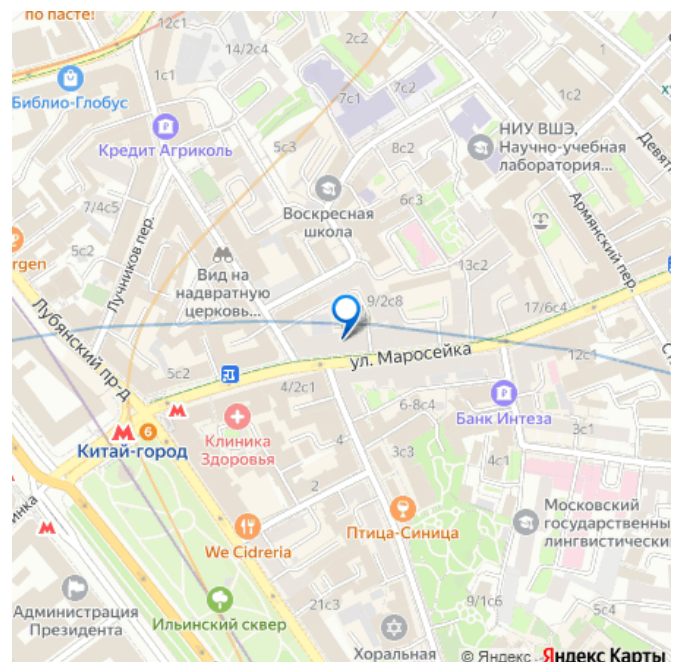 по пасте!
12с1
14/2с4
2с2
Библио-Глобус
1с1
7с1
7с2
1с2
Кредит Агриколь
5с3
8с2
НИУ ВШЭ,
Научно-учебная
лаборатория...
Воскресная
школа
6с3
Армянский пер.
7/4с5
Лучников пер.
5с2
Вид на
надвратную
церковь...
13с2
9/2с8
17/6с4
Лубянский пр-д
ул. Маросейка
12с1
5с2
4/2с1
6-8с4
Банк Интеза
3с1
6
Китай-город
Клиника
Здоровья
4
3с3
4с1
2
We Cidreria
Птица-Синица
Московский
государственны
лингвистически
Администрация
Президента
Ильинский сквер
21с3
9/1с6
5с4
Хоральная
© Яндекс Яндекс Карты